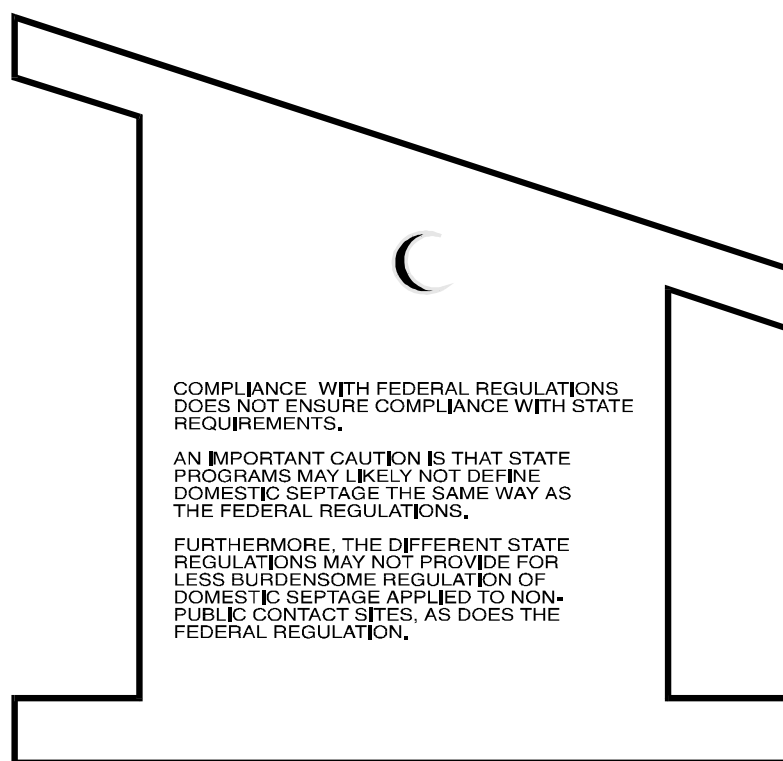 COMPLIANCE WITH FEDERAL REGULATIONS
DOES NOT ENSURE COMPLIANCE WITH STATE
REQUIREMENTS.
AN IMPORTANT CAUTION IS THAT STATE
PROGRAMS MAY LIKELY NOT DEFINE
DOMESTIC SEPTAGE THE SAME WAY AS
THE FEDERAL REGULATIONS.
FURTHERMORE, THE DIFFERENT STATE
REGULATIONS MAY NOT PROVIDE FOR
LESS BURDENSOME REGULATION OF
DOMESTIC SEPTAGE APPLIED TO NON-
PUBLIC CONTACT SITES, AS DOES THE
FEDERAL REGULATION.